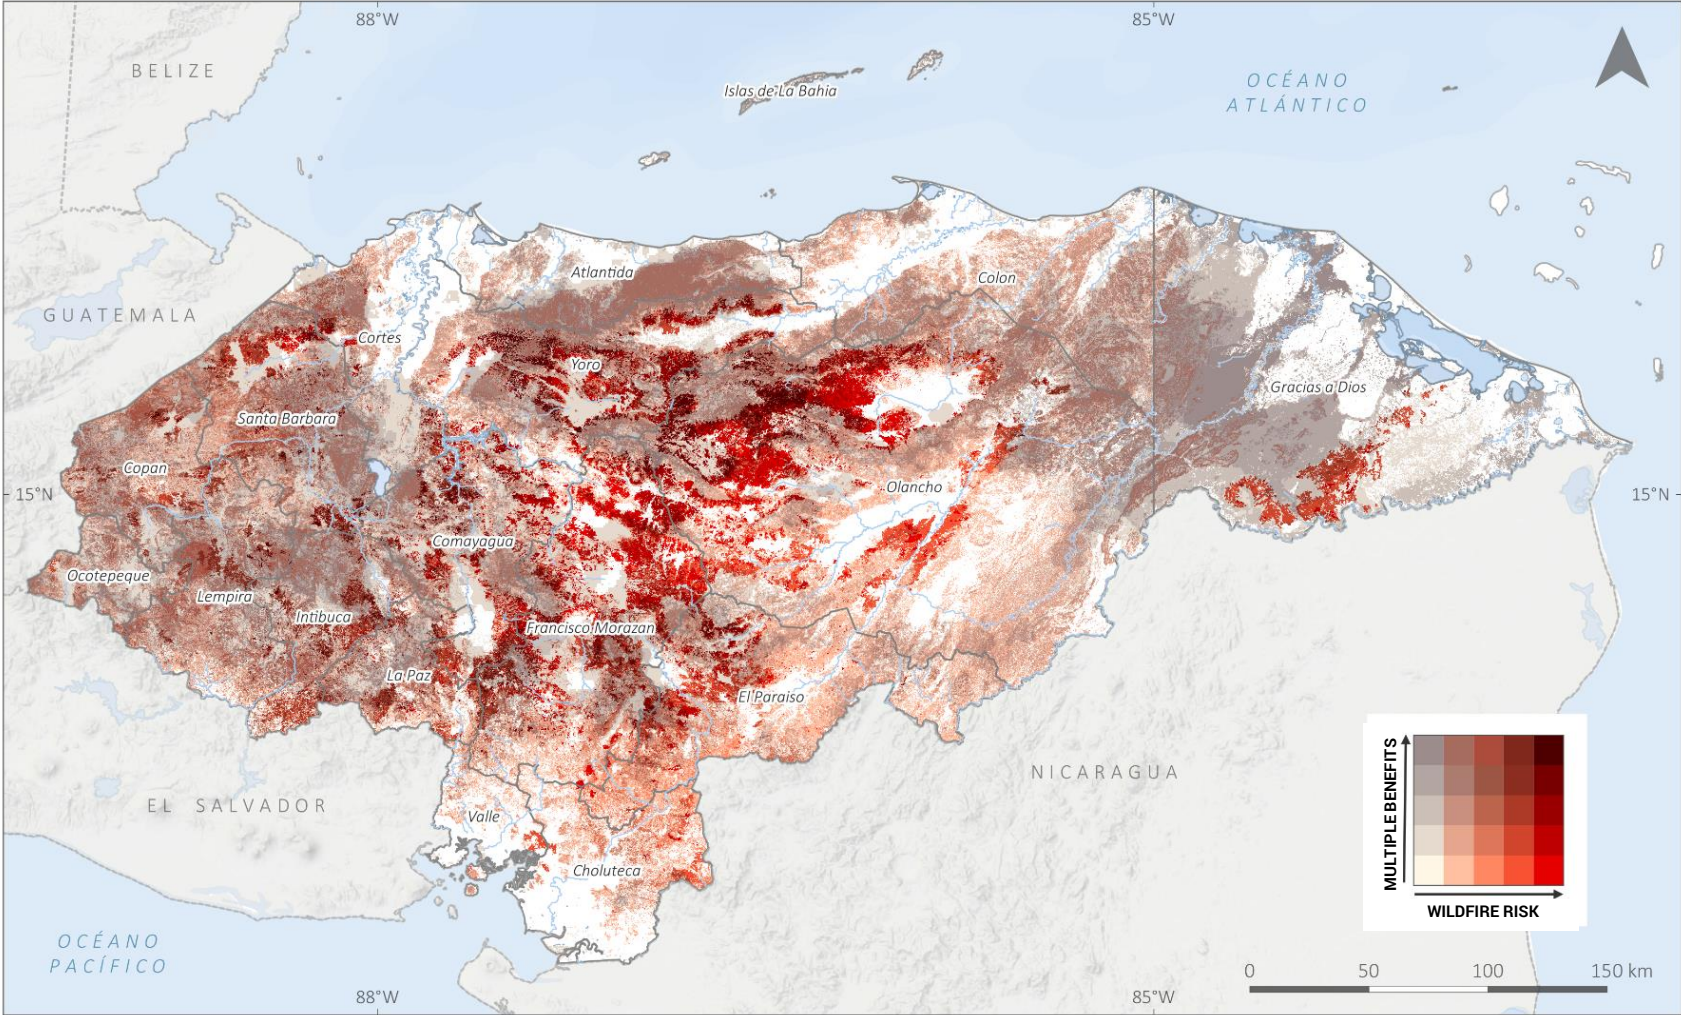 88°W
85°W
BELIZE
Islas de La Bahia
OCÉANO
ATLÁNTICO
Atlantida
Colon
GUATEMALA
Cortes
Yoro
Gracias a Dios
Santa Barbara
Copan
Olancho
15°N
15°N
Comayagua
Ocotepeque
Lempira
Intibuca
Francisco Morazan
La Paz
El Paraiso
NICARAGUA
EL SALVADOR
Valle
Choluteca
MULTIPLE BENEFITS
WILDFIRE RISK
OCÉANO
PACÍFICO
0 50 100 150 km
88°W
85°W